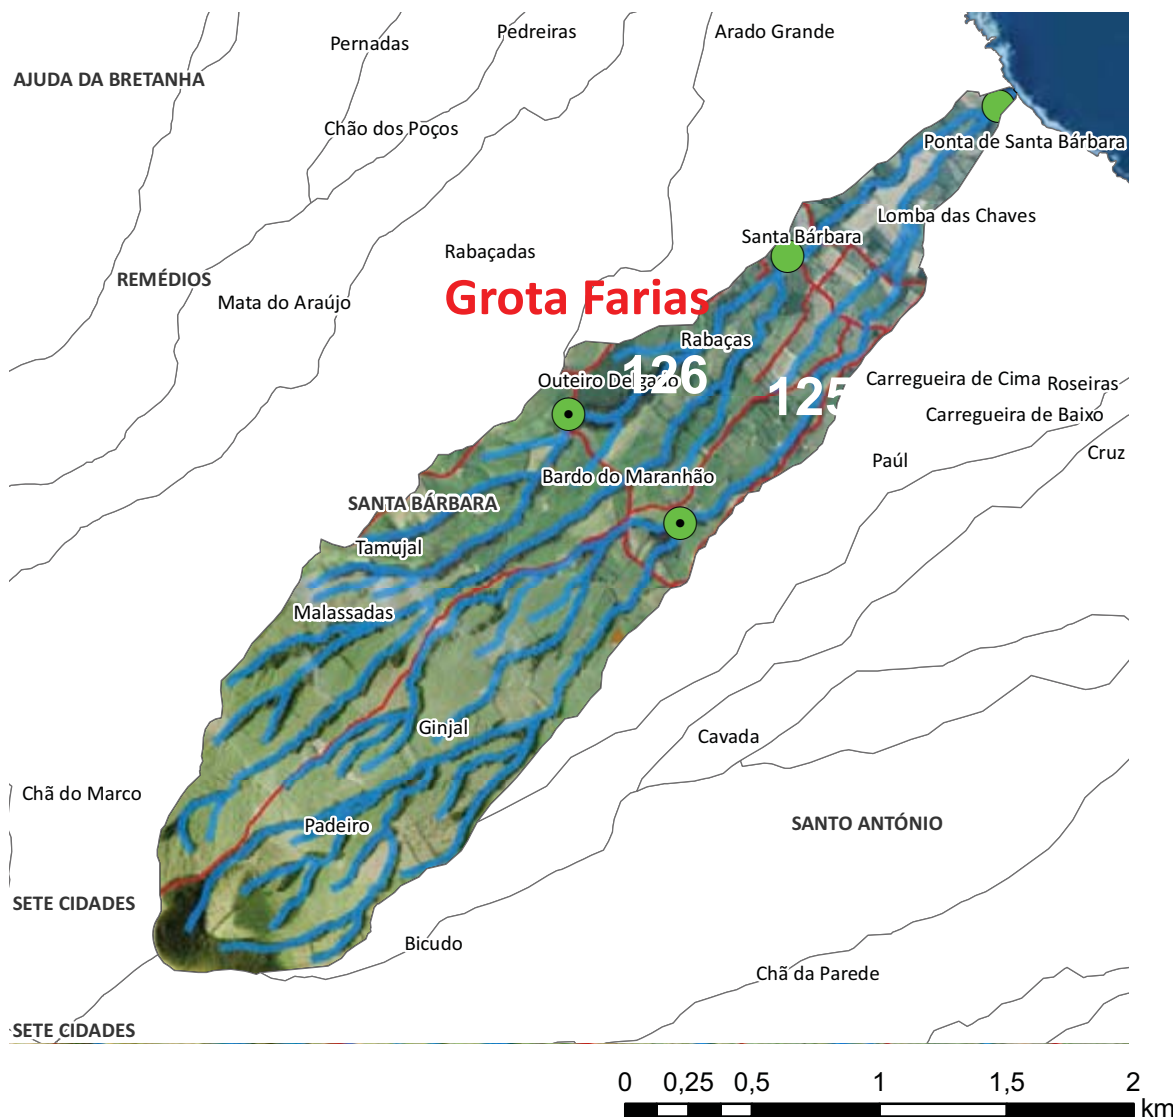 Pernadas
Pedreiras
Arado Grande
AJUDA DA BRETANHA
Chão dos Poços
Ponta de Santa Bárbara
Lomba das Chaves
Santa Bárbara
Rabaçadas
REMÉDIOS
Mata do Araújo
Grota Farias
Rabaças
126
Outeiro Delgado
125
Carregueira de Cima
Roseiras
Carregueira de Baixo
Cruz
Paúl
Bardo do Maranhão
SANTA BÁRBARA
Tamujal
Malassadas
Ginjal
Cavada
Chã do Marco
Padeiro
SANTO ANTÓNIO
SETE CIDADES
Bicudo
Chã da Parede
SETE CIDADES
0 0,25 0,5 1 1,5 2
km